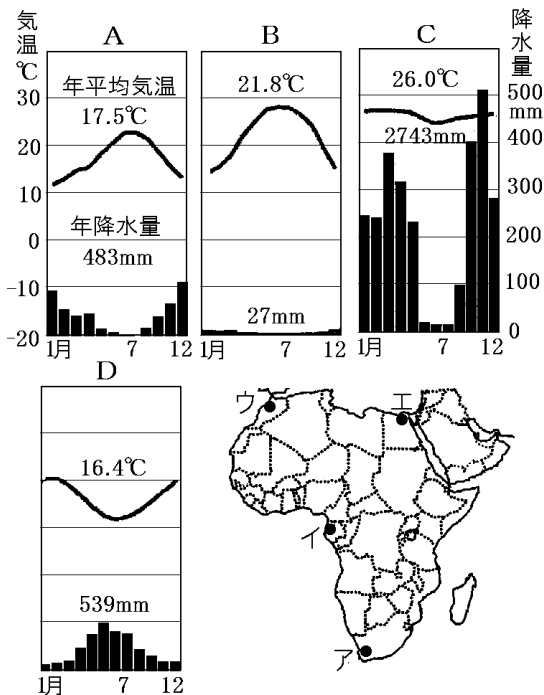 気温℃
降水量
A
B
C
年平均気温
17.5℃
21.8℃
26.0℃
2743mm
年降水量
483mm
27mm
30
20
10
0
-10
-20
500
mm
400
300
200
100
0
1月 7 12
1月 7 12
1月 7 12
D
16.4℃
539mm
1月 7 12
ウ
エ
イ
ア